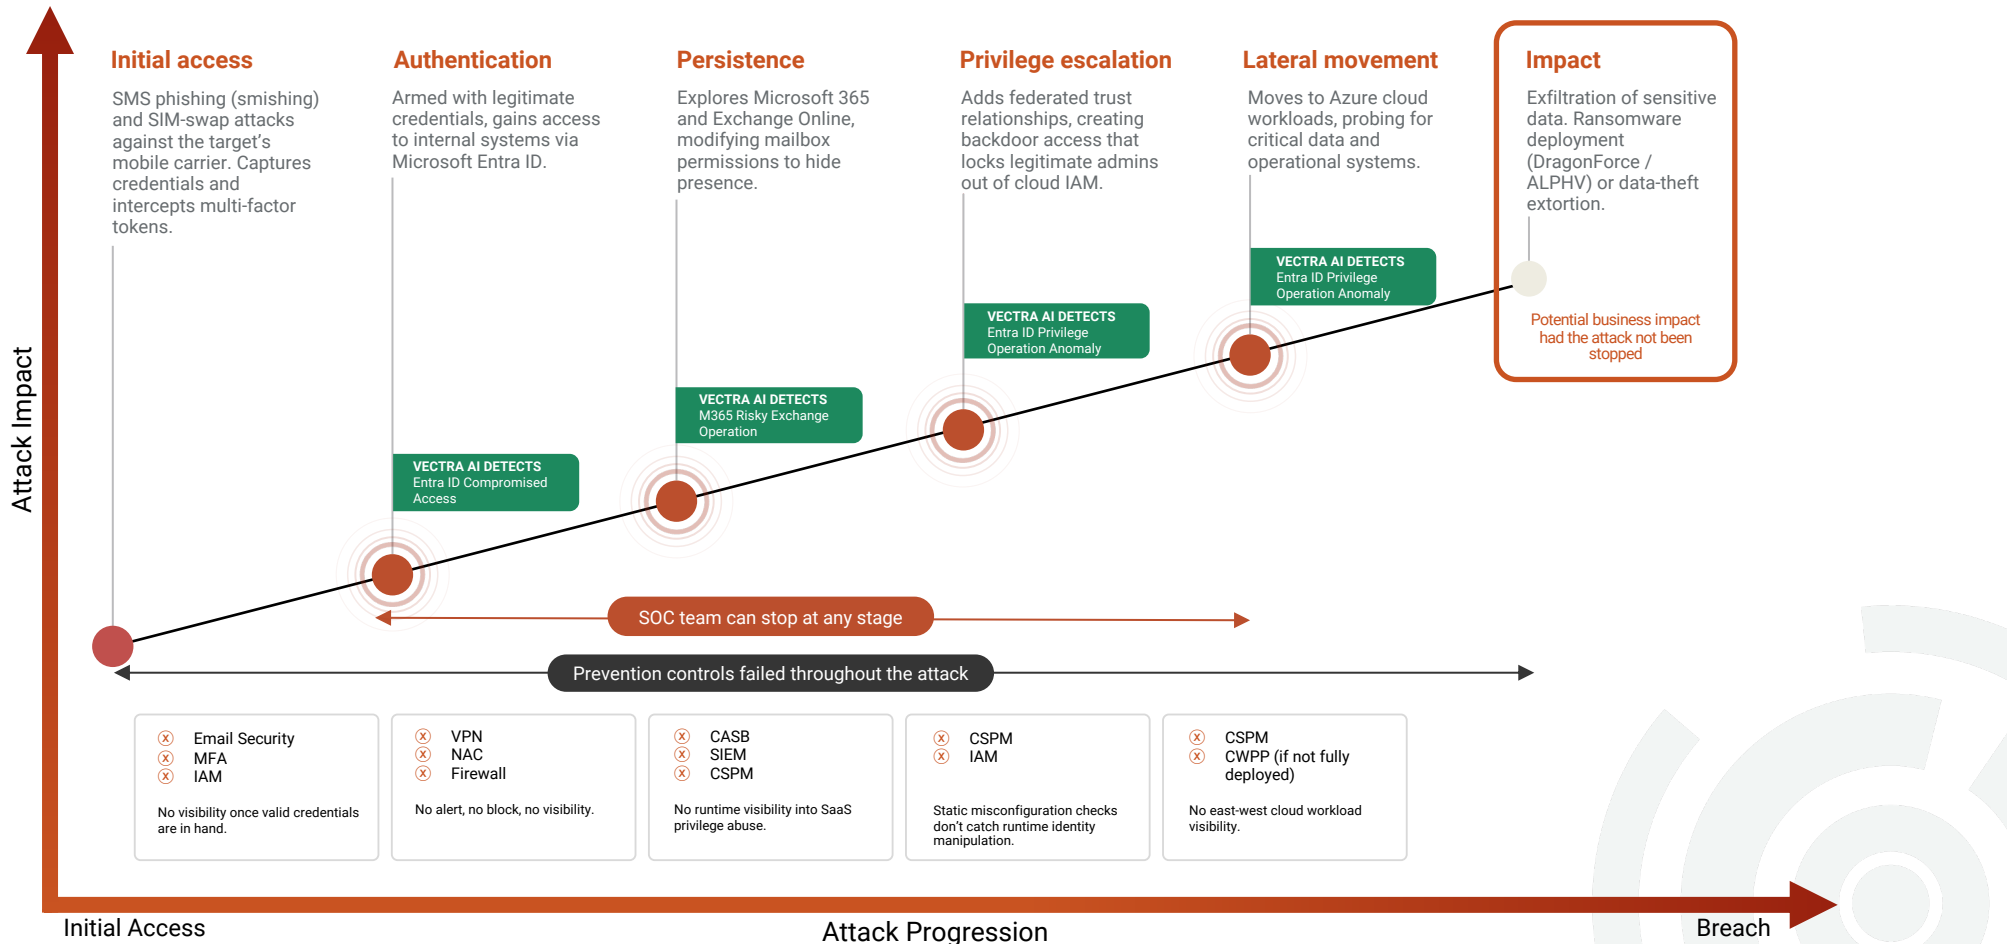 Initial access
SMS phishing (smishing)
and SIM-swap attacks
against the target's
mobile carrier. Captures
credentials and
intercepts multi-factor
tokens.
Authentication
Armed with legitimate
credentials, gains access
to internal systems via
Microsoft Entra ID.
Persistence
Explores Microsoft 365
and Exchange Online,
modifying mailbox
permissions to hide
presence.
Privilege escalation
Adds federated trust
relationships, creating
backdoor access that
locks legitimate admins
out of cloud IAM.
Lateral movement
Moves to Azure cloud
workloads, probing for
critical data and
operational systems.
Impact
Exfiltration of sensitive
data. Ransomware
deployment
(DragonForce /
ALPHV) or data-theft
extortion.
Potential business impact
had the attack not been
stopped
VECTRA AI DETECTS
Entra ID Compromised
Access
VECTRA AI DETECTS
M365 Risky Exchange
Operation
VECTRA AI DETECTS
Entra ID Privilege
Operation Anomaly
VECTRA AI DETECTS
Entra ID Privilege
Operation Anomaly
Attack Impact
SOC team can stop at any stage
Prevention controls failed throughout the attack
x Email Security
x MFA
x IAM
No visibility once valid credentials
are in hand.
x VPN
x NAC
x Firewall
No alert, no block, no visibility.
x CASB
x SIEM
x CSPM
No runtime visibility into SaaS
privilege abuse.
x CSPM
x IAM
Static misconfiguration checks
don't catch runtime identity
manipulation.
x CSPM
x CWPP (if not fully
deployed)
No east-west cloud workload
visibility.
Initial Access
Attack Progression
Breach